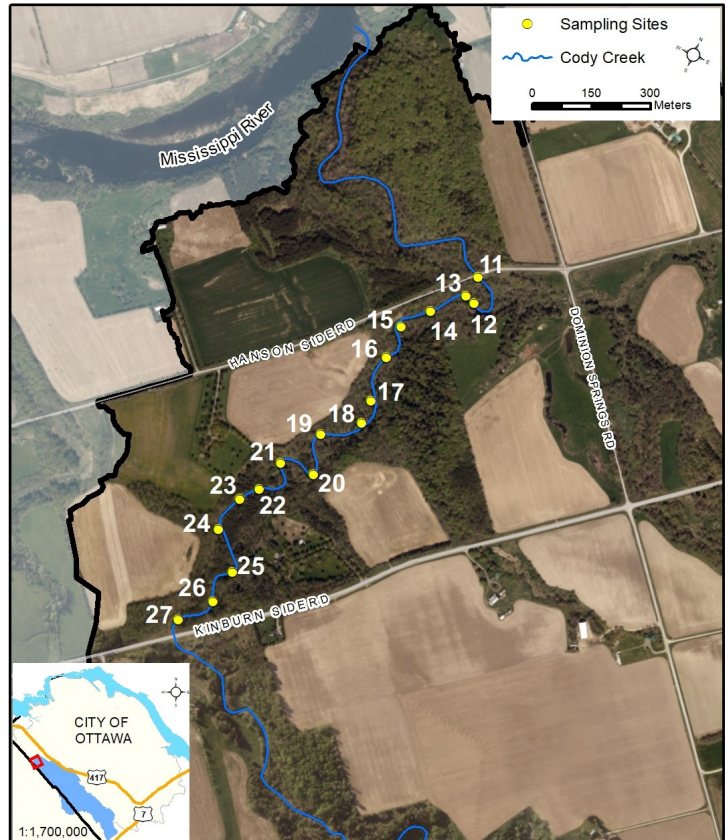 Sampling Sites
Cody Creek
N
W E
S
0 150 300
Meters
Mississippi River
11
13
12
14
15
HANSON SIDERD
16
DOMINION SPRINGS RD
17
18
19
21
20
23
22
24
25
26
27
KINBURN SIDERD
N
W E
S
CITY OF
OTTAWA
417
7
1:1,700,000